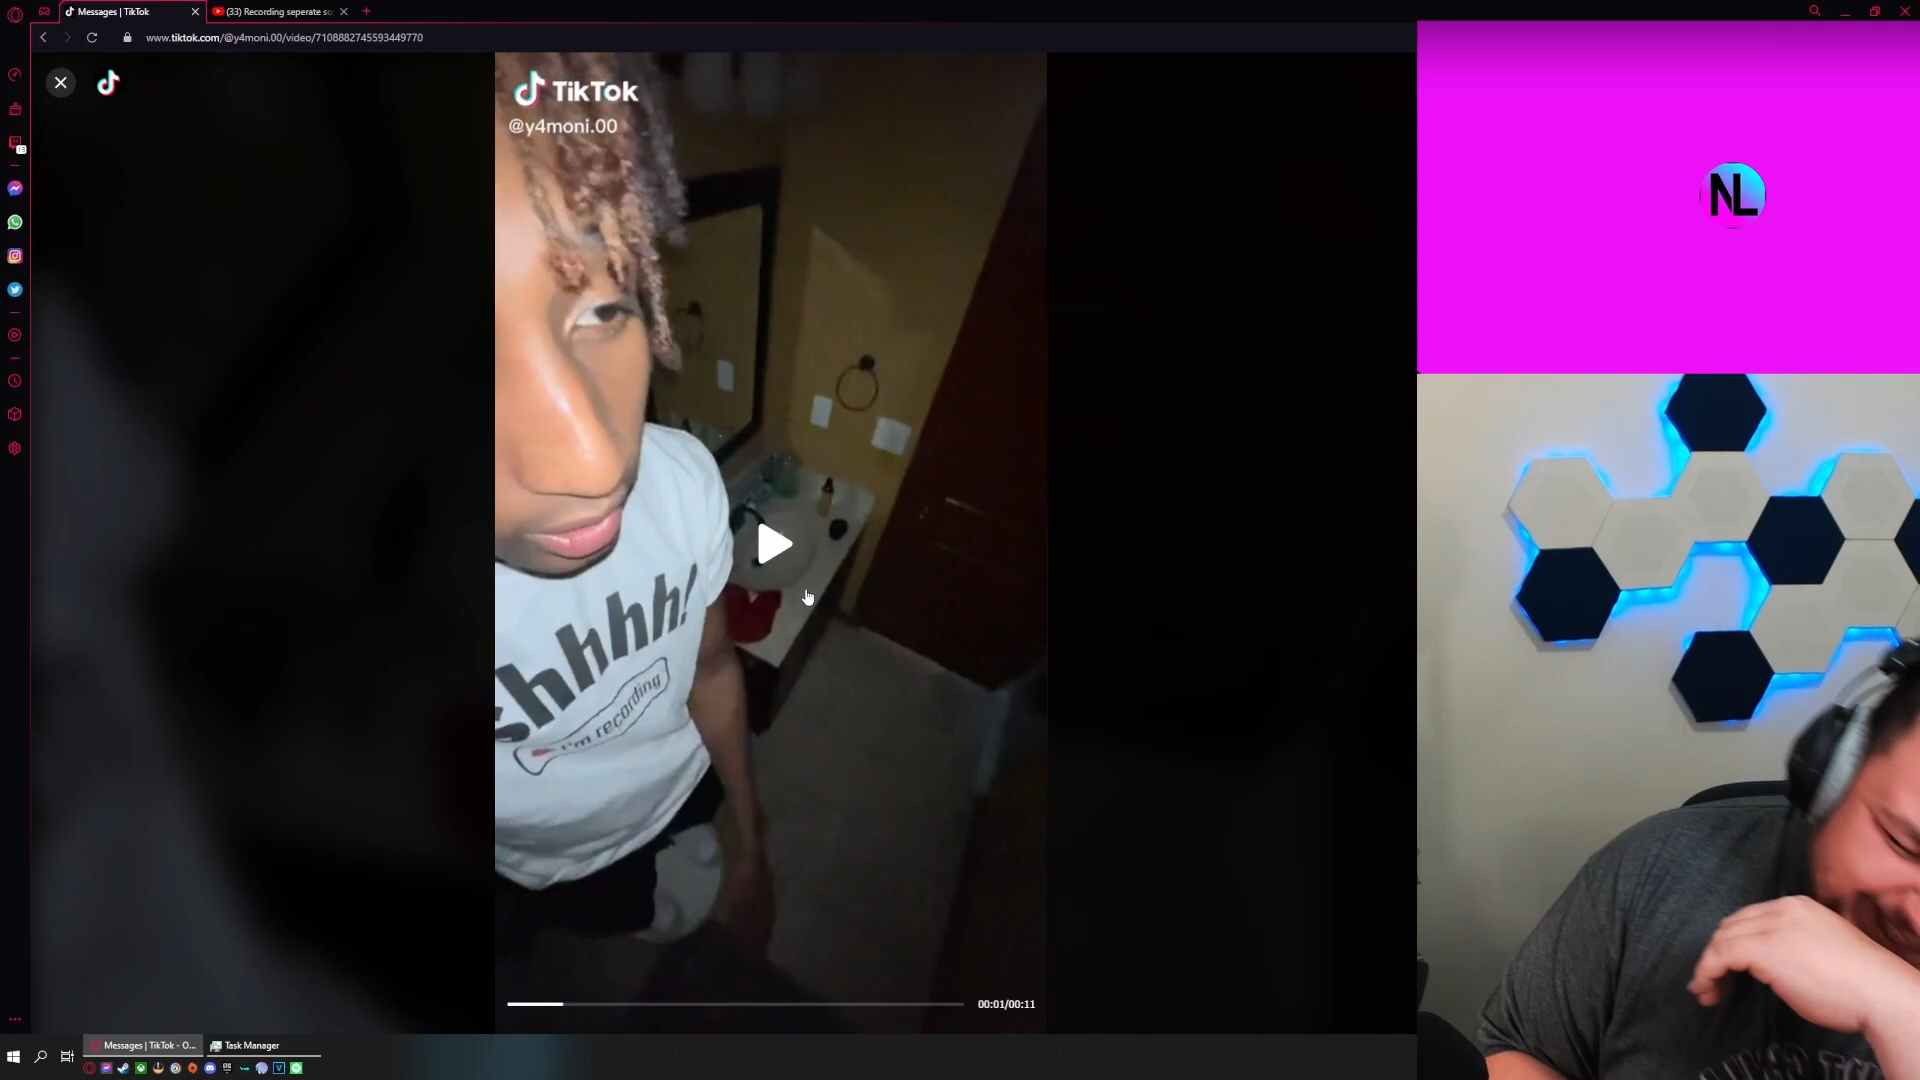 Messages | TikTok
(33) Recording seperate so
www.tiktok.com/@y4moni.00/video/7108882745593449770
13
TikTok
@y4moni.00
NL
shhhh!
I'm recording
00:01/00:11
Messages | TikTok - O...
Task Manager